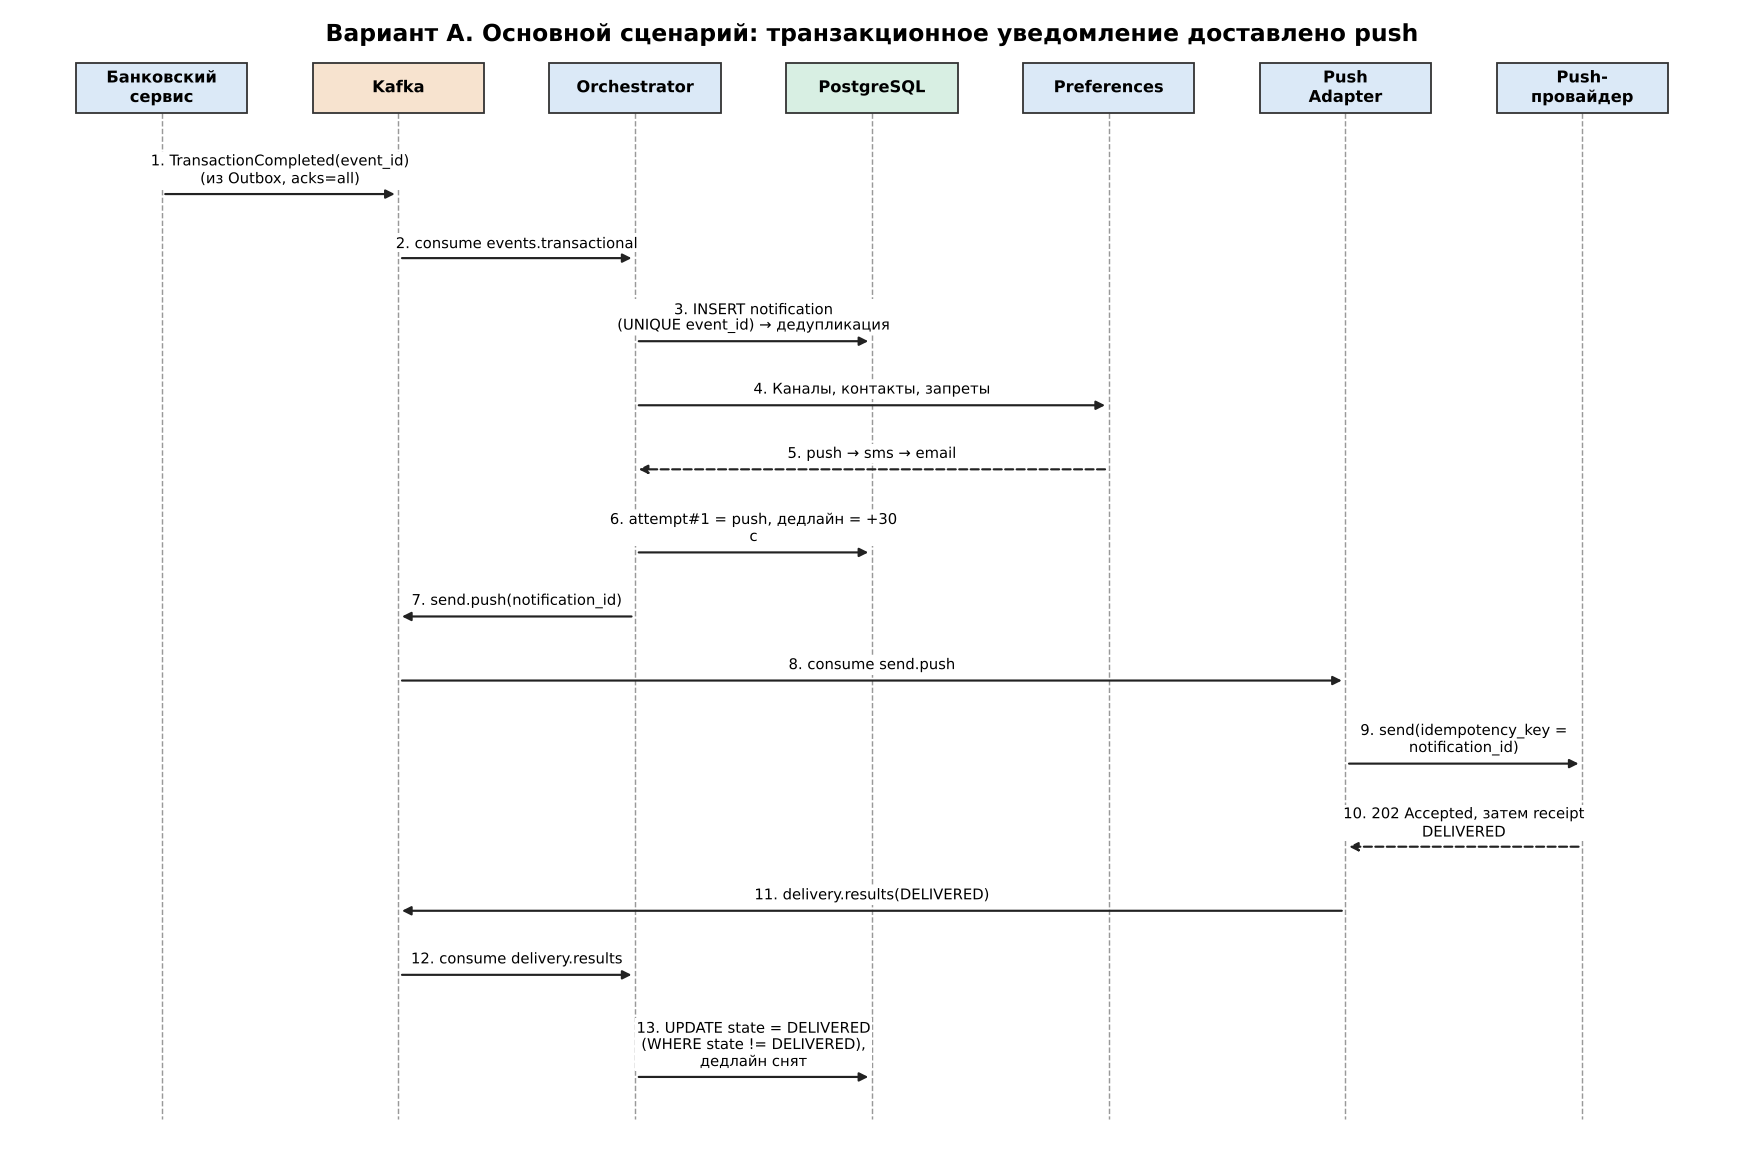 Вариант А. Основной сценарий: транзакционное уведомление доставлено push
Банковский
сервис
Kafka
Orchestrator
PostgreSQL
Preferences
Push
Adapter
Push-
провайдер
1. TransactionCompleted(event_id)
(из Outbox, acks=all)
2. consume events.transactional
3. INSERT notification
(UNIQUE event_id) → дедупликация
4. Каналы, контакты, запреты
5. push → sms → email
6. attempt#1 = push, дедлайн = +30
с
7. send.push(notification_id)
8. consume send.push
9. send(idempotency_key =
notification_id)
10. 202 Accepted, затем receipt
DELIVERED
11. delivery.results(DELIVERED)
12. consume delivery.results
13. UPDATE state = DELIVERED
(WHERE state != DELIVERED),
дедлайн снят